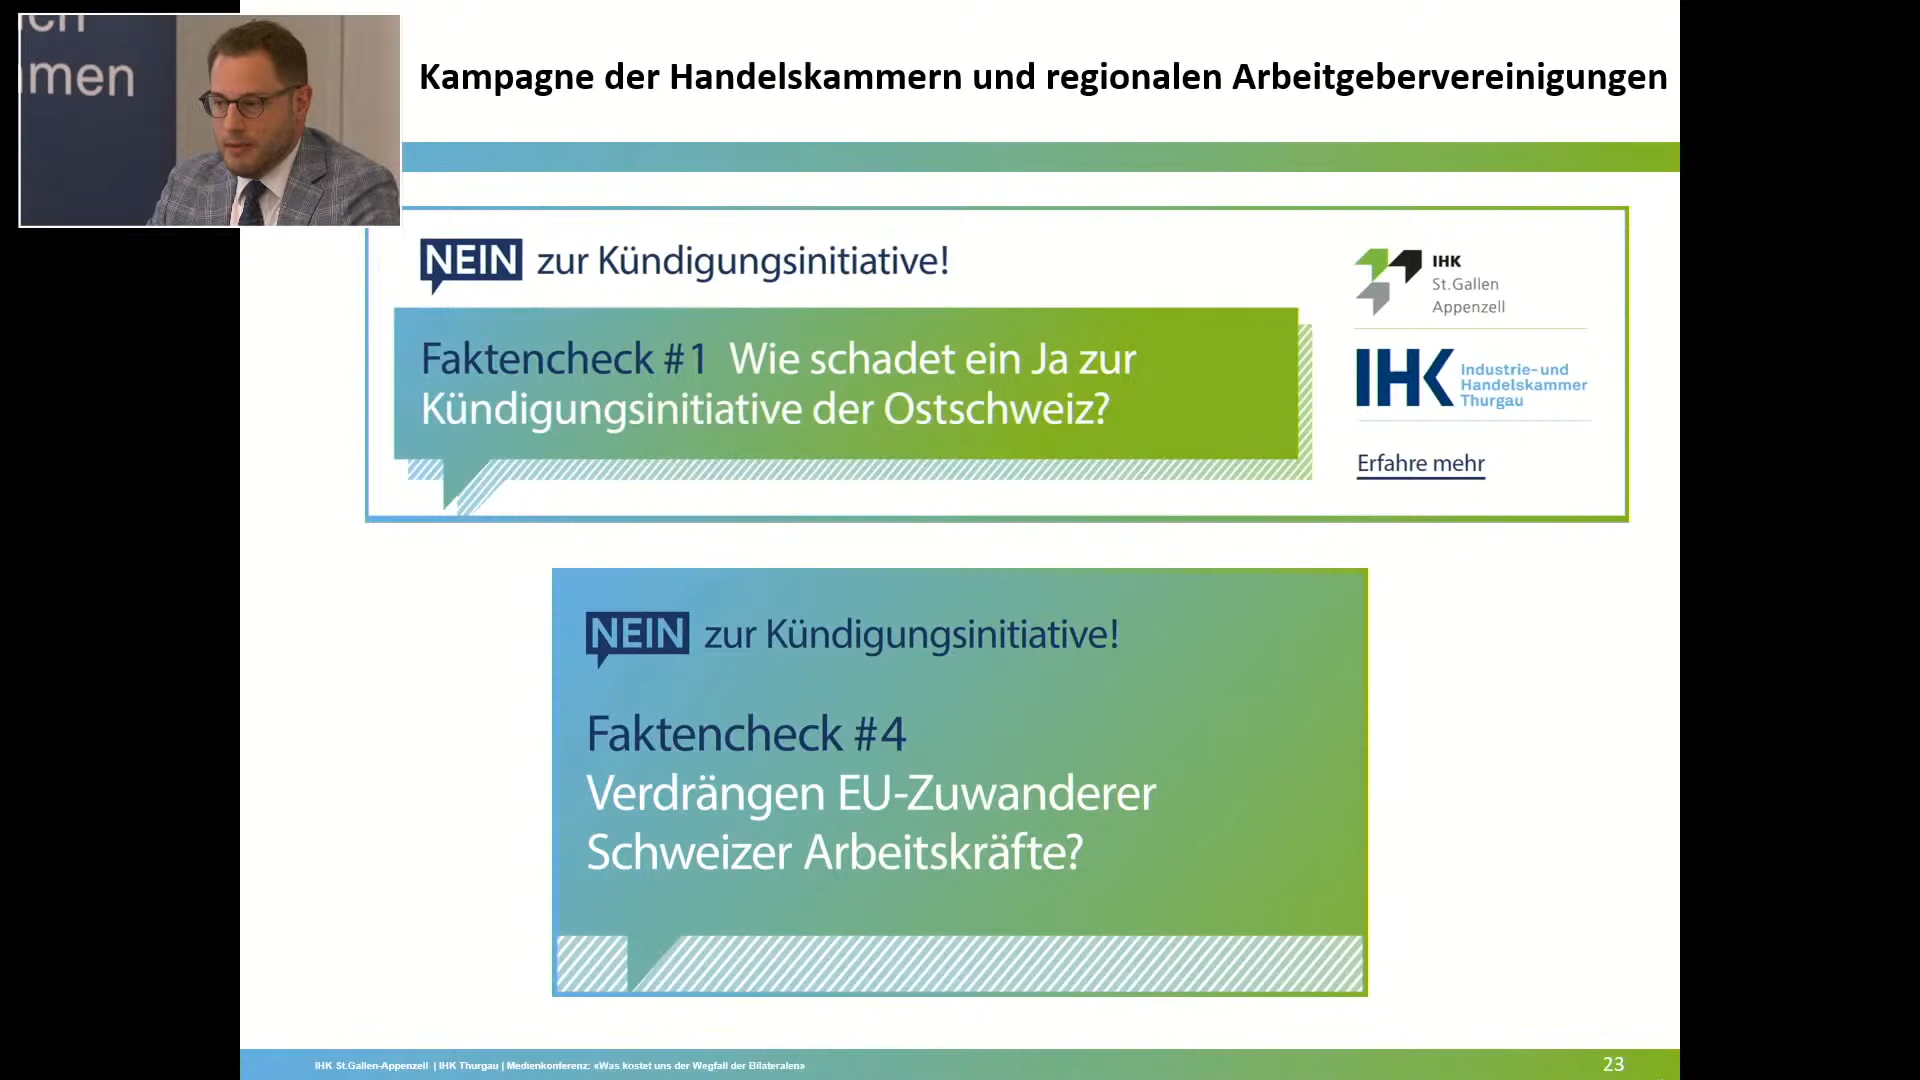 men
Kampagne der Handelskammern und regionalen Arbeitgebervereinigungen
NEIN zur Kündigungsinitiative!
Faktencheck #1 Wie schadet ein Ja zur
Kündigungsinitiative der Ostschweiz?
IHK
St.Gallen
Appenzell
IHK Industrie- und
Handelskammer
Thurgau
Erfahre mehr
NEIN zur Kündigungsinitiative!
Faktencheck #4
Verdrängen EU-Zuwanderer
Schweizer Arbeitskräfte?
IHK St.Gallen-Appenzell | IHK Thurgau | Medienkonferenz: «Was kostet uns der Wegfall der Bilateralen»
23